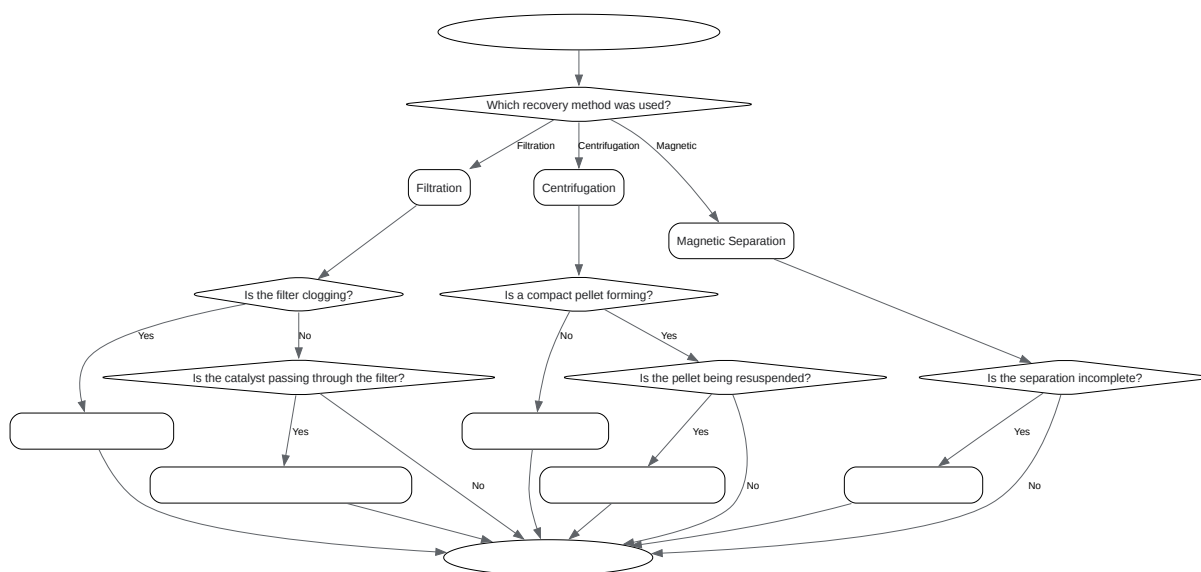 Which recovery method was used?
Filtration
Centrifugation
Magnetic
Filtration
Centrifugation
Magnetic Separation
Is the filter clogging?
Is a compact pellet forming?
Yes
No
No
Yes
Is the catalyst passing through the filter?
Is the pellet being resuspended?
Is the separation incomplete?
Yes
Yes
Yes
No
No
No